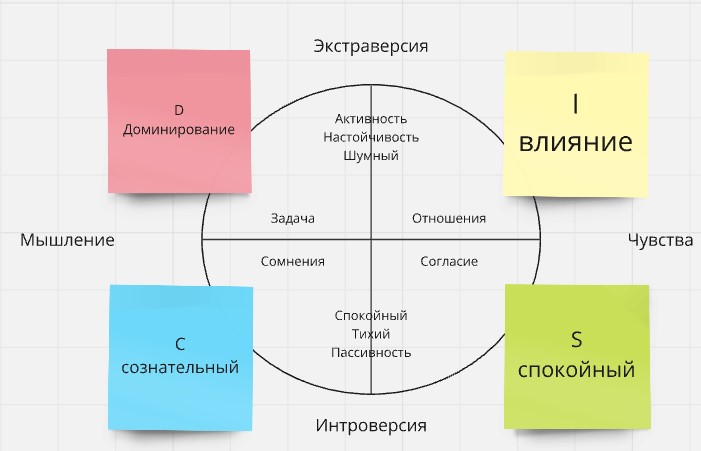 Экстраверсия
D
Доминирование
I
влияние
Активность
Настойчивость
Шумный
Задача
Отношения
Мышление
Чувства
Сомнения
Согласие
Спокойный
Тихий
Пассивность
C
сознательный
S
спокойный
Интроверсия